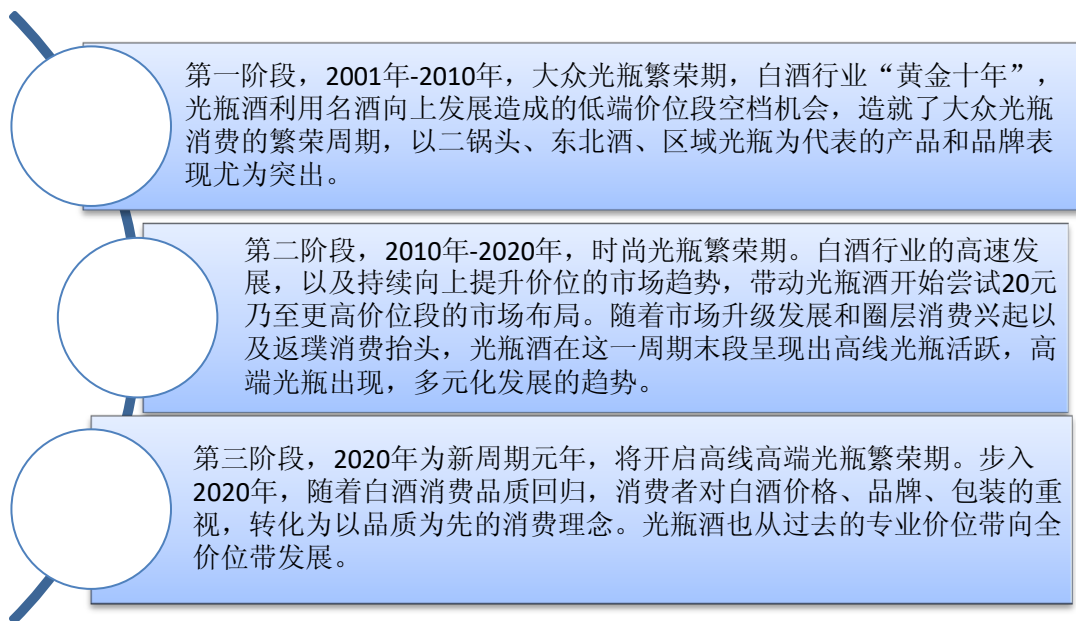 第一阶段，2001年-2010年，大众光瓶繁荣期，白酒行业“黄金十年”，
光瓶酒利用名酒向上发展造成的低端价位段空档机会，造就了大众光瓶
消费的繁荣周期，以二锅头、东北酒、区域光瓶为代表的产品和品牌表
现尤为突出。
第二阶段，2010年-2020年，时尚光瓶繁荣期。白酒行业的高速发
展，以及持续向上提升价位的市场趋势，带动光瓶酒开始尝试20元
乃至更高价位段的市场布局。随着市场升级发展和圈层消费兴起以
及返璞消费抬头，光瓶酒在这一周期末段呈现出高线光瓶活跃，高
端光瓶出现，多元化发展的趋势。
第三阶段，2020年为新周期元年，将开启高线高端光瓶繁荣期。步入
2020年，随着白酒消费品质回归，消费者对白酒价格、品牌、包装的重
视，转化为以品质为先的消费理念。光瓶酒也从过去的专业价位带向全
价位带发展。